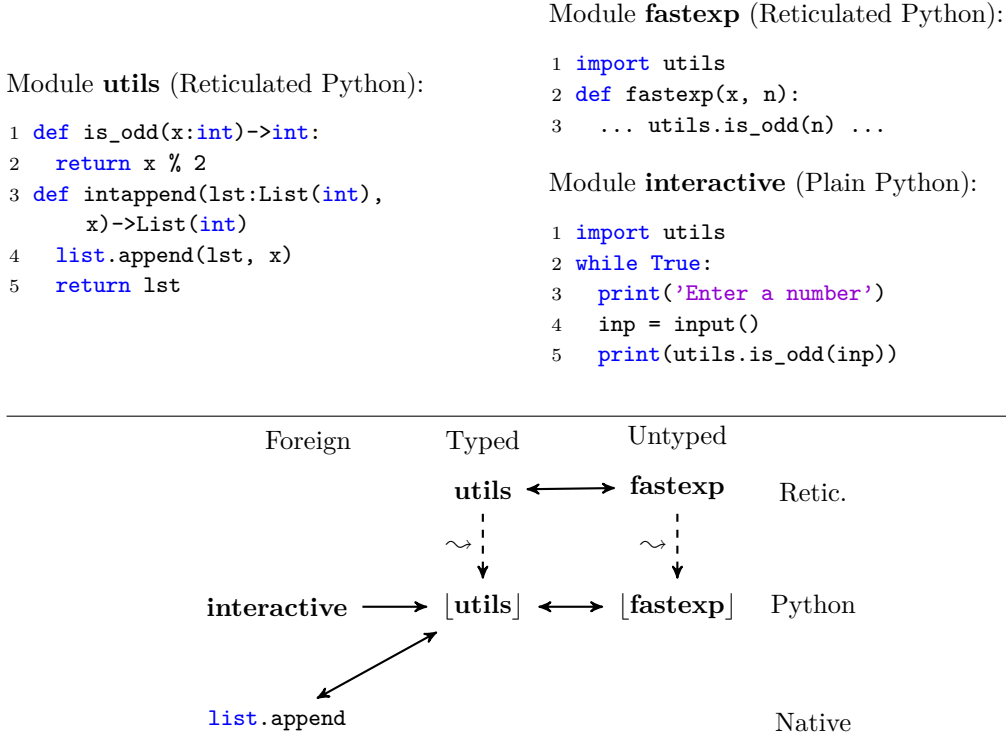 Module utils (Reticulated Python):
1 def is_odd(x:int)->int:
2 return x % 2
3 def intappend(lst:List(int),
x)->List(int)
4 list.append(lst, x)
5 return lst
Module fastexp (Reticulated Python):
1 import utils
2 def fastexp(x, n):
3 ... utils.is_odd(n) ...
Module interactive (Plain Python):
1 import utils
2 while True:
3 print('Enter a number')
4 inp = input()
5 print(utils.is_odd(inp))
Foreign Typed Untyped
utils fastexp Retic.
⤳ ⤳
interactive ⌊utils⌋ ⌊fastexp⌋ Python
list.append Native